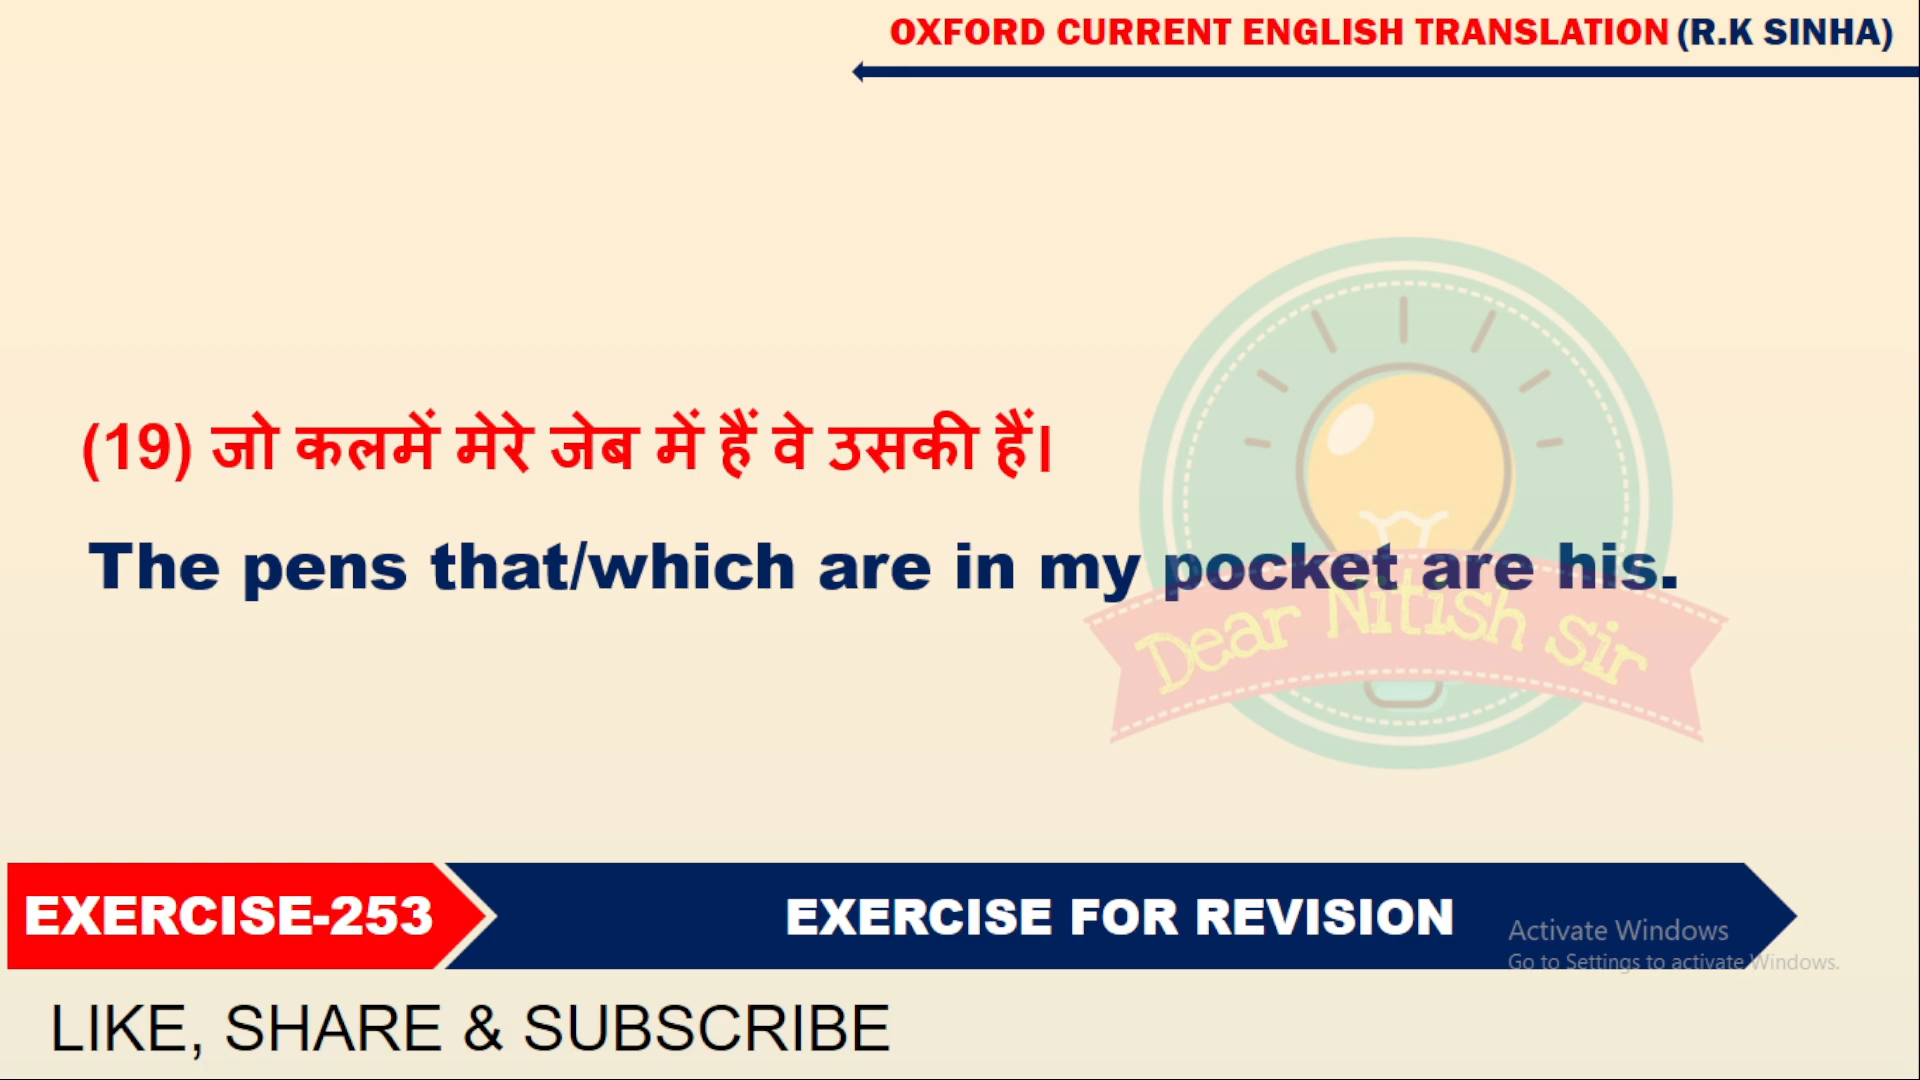 OXFORD CURRENT ENGLISH TRANSLATION (R.K SINHA)
(19) जो कलमें मेरे जेब में हैं वे उसकी हैं।
The pens that/which are in my pocket are his.
Dear Nitish Sir
EXERCISE-253
EXERCISE FOR REVISION
Activate Windows
Go to Settings to activate Windows.
LIKE, SHARE & SUBSCRIBE